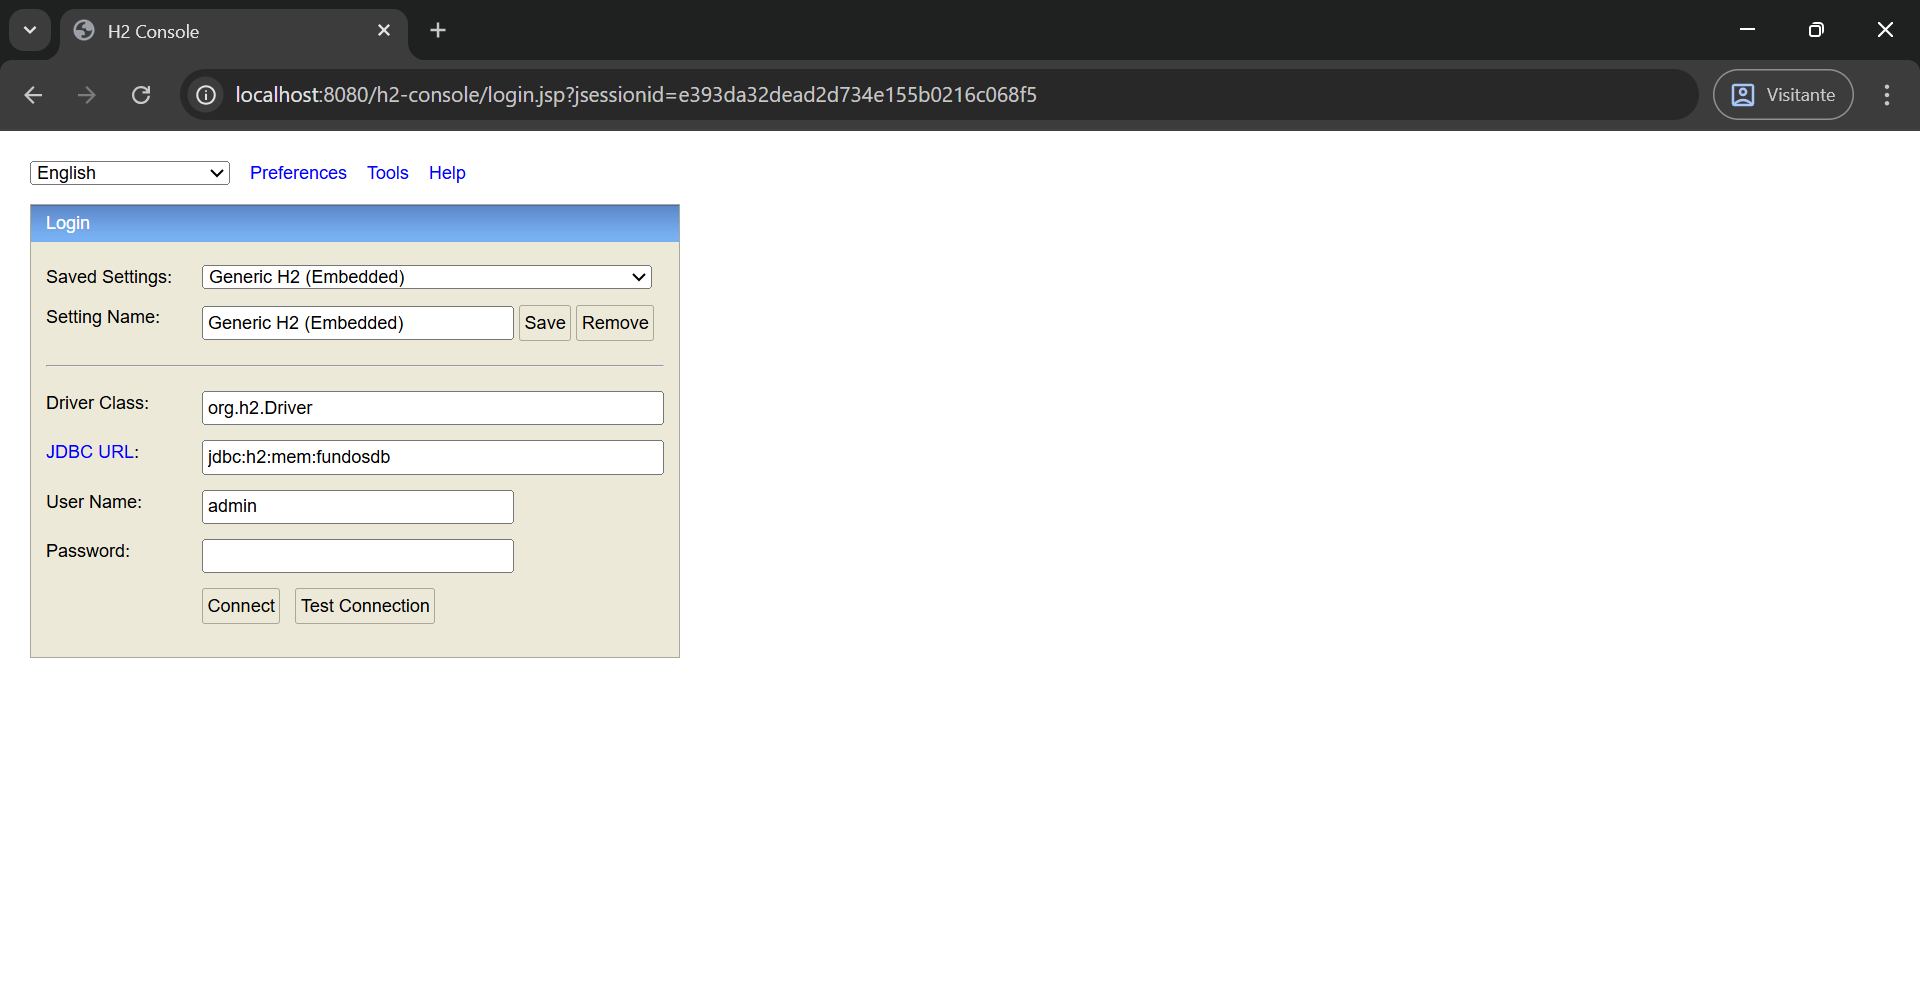 H2 Console
localhost:8080/h2-console/login.jsp?jsessionid=e393da32dead2d734e155b0216c068f5
Visitante
English Preferences Tools Help
Login
Saved Settings: Generic H2 (Embedded)
Setting Name: Generic H2 (Embedded) Save Remove
Driver Class: org.h2.Driver
JDBC URL: jdbc:h2:mem:fundosdb
User Name: admin
Password:
Connect Test Connection